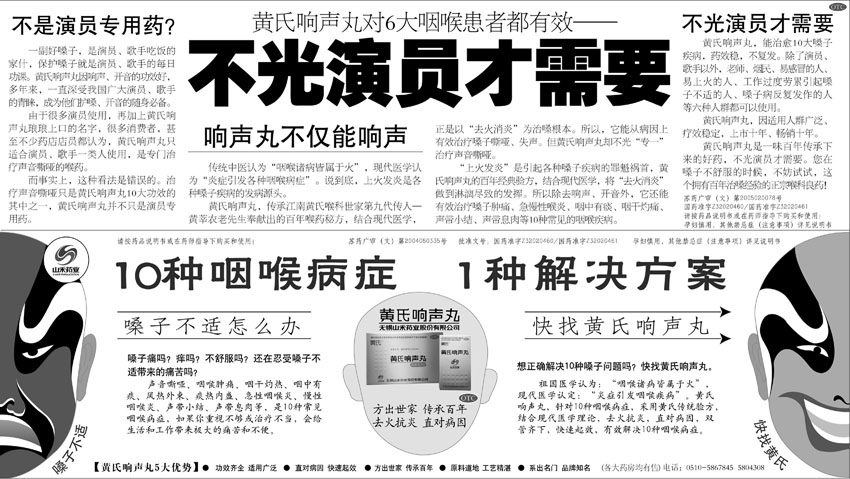 黄氏响声丸对6大咽喉患者都有效——
不光演员才需要
不是演员专用药?
一副好嗓子，是演员、歌手吃饭的
家什，保护嗓子就是演员、歌手的每日
功课。黄氏响声丸因响声、开音的功效好，
多年来，一直深受我国广大演员、歌手
的青睐，成为他们护嗓、开音的随身必备。
由于很多演员使用，再加上黄氏响
声丸琅琅上口的名字，很多消费者，甚
至不少药店店员都认为，黄氏响声丸只
适合演员、歌手一类人使用，是专门治
疗声音嘶哑的喉药。
而事实上，这种看法是错误的。治
疗声音嘶哑只是黄氏响声丸10大功效的
其中之一，黄氏响声丸并不只是演员专
用药。
响声丸不仅能响声
传统中医认为“咽喉诸病皆属于火”，现代医学认
为“炎症引发各种咽喉病症”。说到底，上火发炎是各
种嗓子疾病的发病源头。
黄氏响声丸，传承江南黄氏喉科世家第九代传人—
黄莘农老先生奉献出的百年喉药秘方，结合现代医学，
正是以“去火消炎”为治嗓根本。所以，它能从病因上
有效治疗嗓子嘶哑、失声。但黄氏响声丸却不光“专一”
治疗声音嘶哑。
“上火发炎”是引起各种嗓子疾病的罪魁祸首，黄
氏响声丸的百年经典验方，结合现代医学，将“去火消炎”
做到淋漓尽致的发挥。所以除去响声、开音外，它还能
有效治疗嗓子肿痛、急慢性喉炎、咽中有痰、咽干灼痛、
声带小结、声带息肉等10种常见的咽喉疾病。
OTC
不光演员才需要
黄氏响声丸，能治愈10大嗓子
疾病，药效稳，不复发。除了演员、
歌手以外，老师、烟民、易感冒的人、
易上火的人、工作过度劳累引起嗓
子不适的人、嗓子病反复发作的人
等六种人群都可以使用。
黄氏响声丸，因适用人群广泛、
疗效稳定，上市十年、畅销十年。
黄氏响声丸是一味百年传承下
来的好药，不光演员才需要。您在
嗓子不舒服的时候，不妨试试，这
个拥有百年治嗓经验的正宗喉科良药!
苏药广审（文）第2005020076号
国药准字Z32020460/国药准字Z32020461
请按药品说明书或在药师指导下购买和使用;
孕妇慎用，其他禁忌症（注意事项）详见说明书
请按药品说明书或在药师指导下购买和使用: 苏药广审（文）第2004050335号 批准文号: 国药准字Z32020460/国药准字Z32020461 孕妇慎用，其他禁忌症（注意事项）详见说明书
山禾药业
10种咽喉病症 1种解决方案
嗓子不适怎么办
嗓子痛吗? 痒吗? 不舒服吗? 还在忍受嗓子不
适带来的痛苦吗?
声音嘶哑、咽喉肿痛、咽干灼热、咽中有
痰、风热外束、痰热内盛、急性咽喉炎、慢性
咽喉炎、声带小结、声带息肉等，是10种常见
咽喉病症，如果你重视不够或治疗不当，会给
生活和工作带来极大的痛苦和不便。
黄氏响声丸
无锡山禾药业股份有限公司
黄氏响声丸
黄氏响声丸
OTC
方出世家 传承百年
去火抗炎 直对病因
快找黄氏响声丸
想正确解决10种嗓子问题吗? 快找黄氏响声丸。
祖国医学认为: “咽喉诸病皆属于火”，
现代医学认定: “炎症引发咽喉疾病”。黄氏
响声丸，针对10种咽喉病症，采用黄氏传统验方，
结合现代医学理论，去火抗炎，直对病因，双
管齐下，快速起效，有效解决10种咽喉病症。
嗓子不适
快找黄氏
【黄氏响声丸5大优势】 ● 功效齐全 适用广泛 ● 直对病因 快速起效 ● 方出世家 传承百年 ● 原料道地 工艺精湛 ● 系出名门 品牌知名 (各大药房均有售) 电话: 0510-5867845 5804308